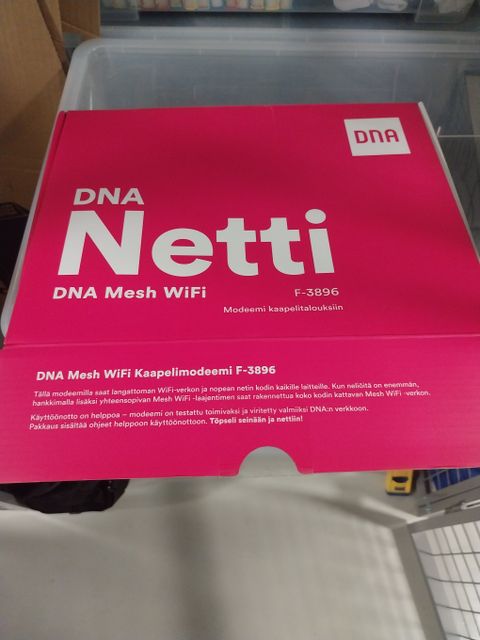 DNA
DNA
Netti
DNA Mesh WiFi
F-3896
Modeemi kaapelitalouksiin
DNA Mesh WiFi Kaapelimodeemi F-3896
Tällä modeemilla saat langattoman WiFi-verkon ja nopean netin kodin kaikille laitteille. Kun neliöitä on enemmän,
hankkimalla lisäksi yhteensopivan Mesh WiFi -laajentimen saat rakennettua koko kodin kattavan Mesh WiFi -verkon.
Käyttöönotto on helppoa – modeemi on testattu toimivaksi ja viritetty valmiiksi DNA:n verkkoon.
Pakkaus sisältää ohjeet helppoon käyttöönottoon. Töpseli seinään ja nettiin!